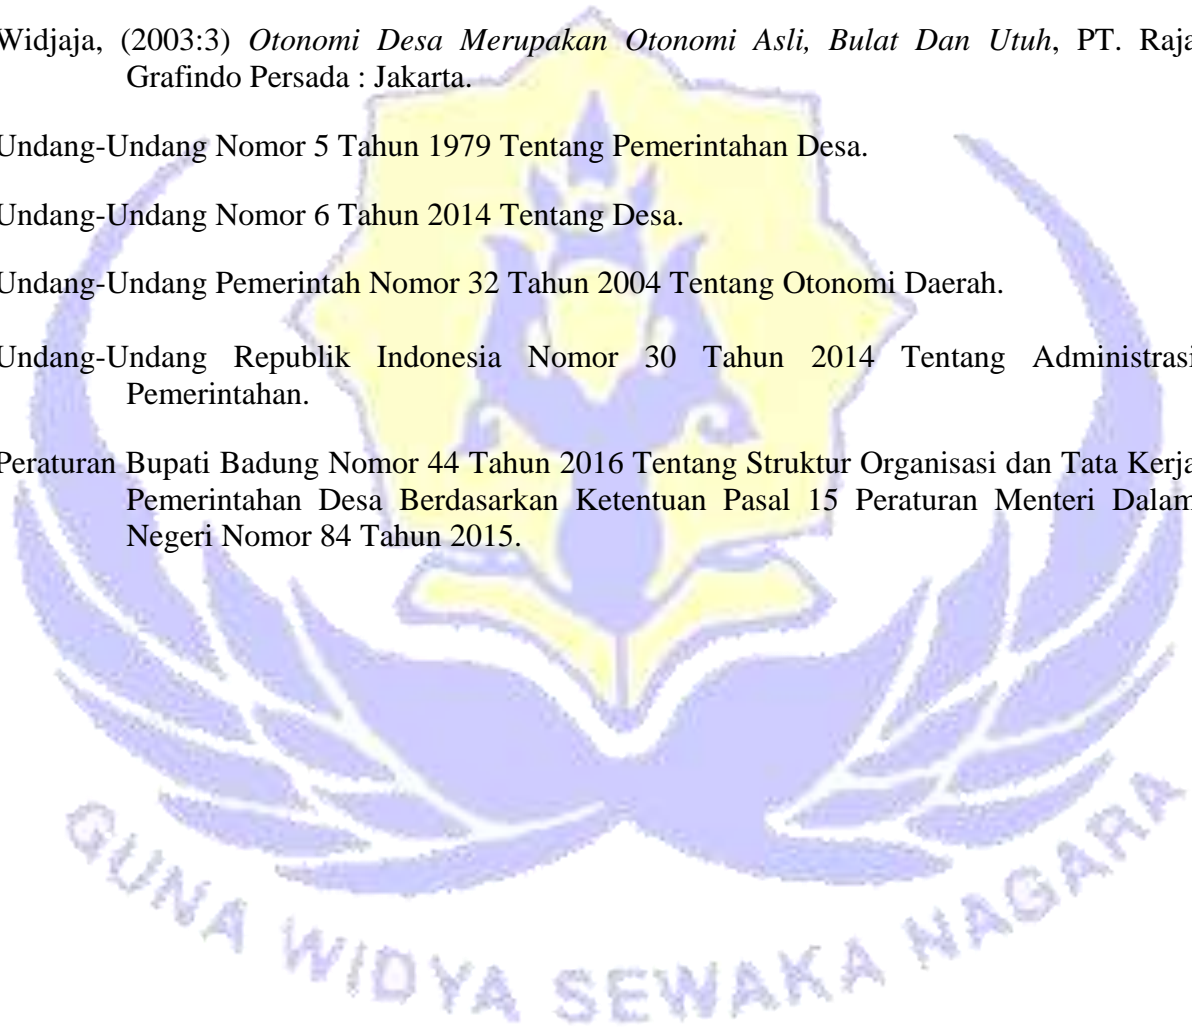 Widjaja, (2003:3) Otonomi Desa Merupakan Otonomi Asli, Bulat Dan Utuh, PT. Raja
Grafindo Persada : Jakarta.
Undang-Undang Nomor 5 Tahun 1979 Tentang Pemerintahan Desa.
Undang-Undang Nomor 6 Tahun 2014 Tentang Desa.
Undang-Undang Pemerintah Nomor 32 Tahun 2004 Tentang Otonomi Daerah.
Undang-Undang Republik Indonesia Nomor 30 Tahun 2014 Tentang Administrasi
Pemerintahan.
Peraturan Bupati Badung Nomor 44 Tahun 2016 Tentang Struktur Organisasi dan Tata Kerja
Pemerintahan Desa Berdasarkan Ketentuan Pasal 15 Peraturan Menteri Dalam
Negeri Nomor 84 Tahun 2015.
GUNA WIDYA SEWAKA NAGARA